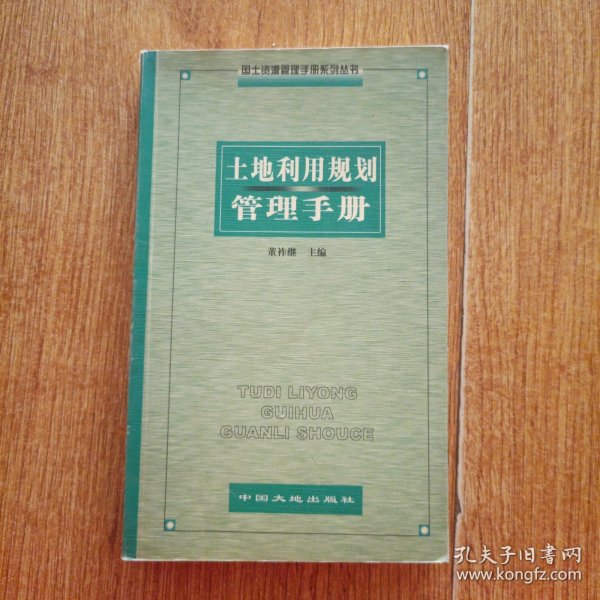 国土资源管理手册系列丛书
土地利用规划
管理手册
董祚继 主编
TUDI LIYONG
GUIHUA
GUANLI SHOUCE
中国大地出版社
孔夫子旧书网
www.kongfz.com